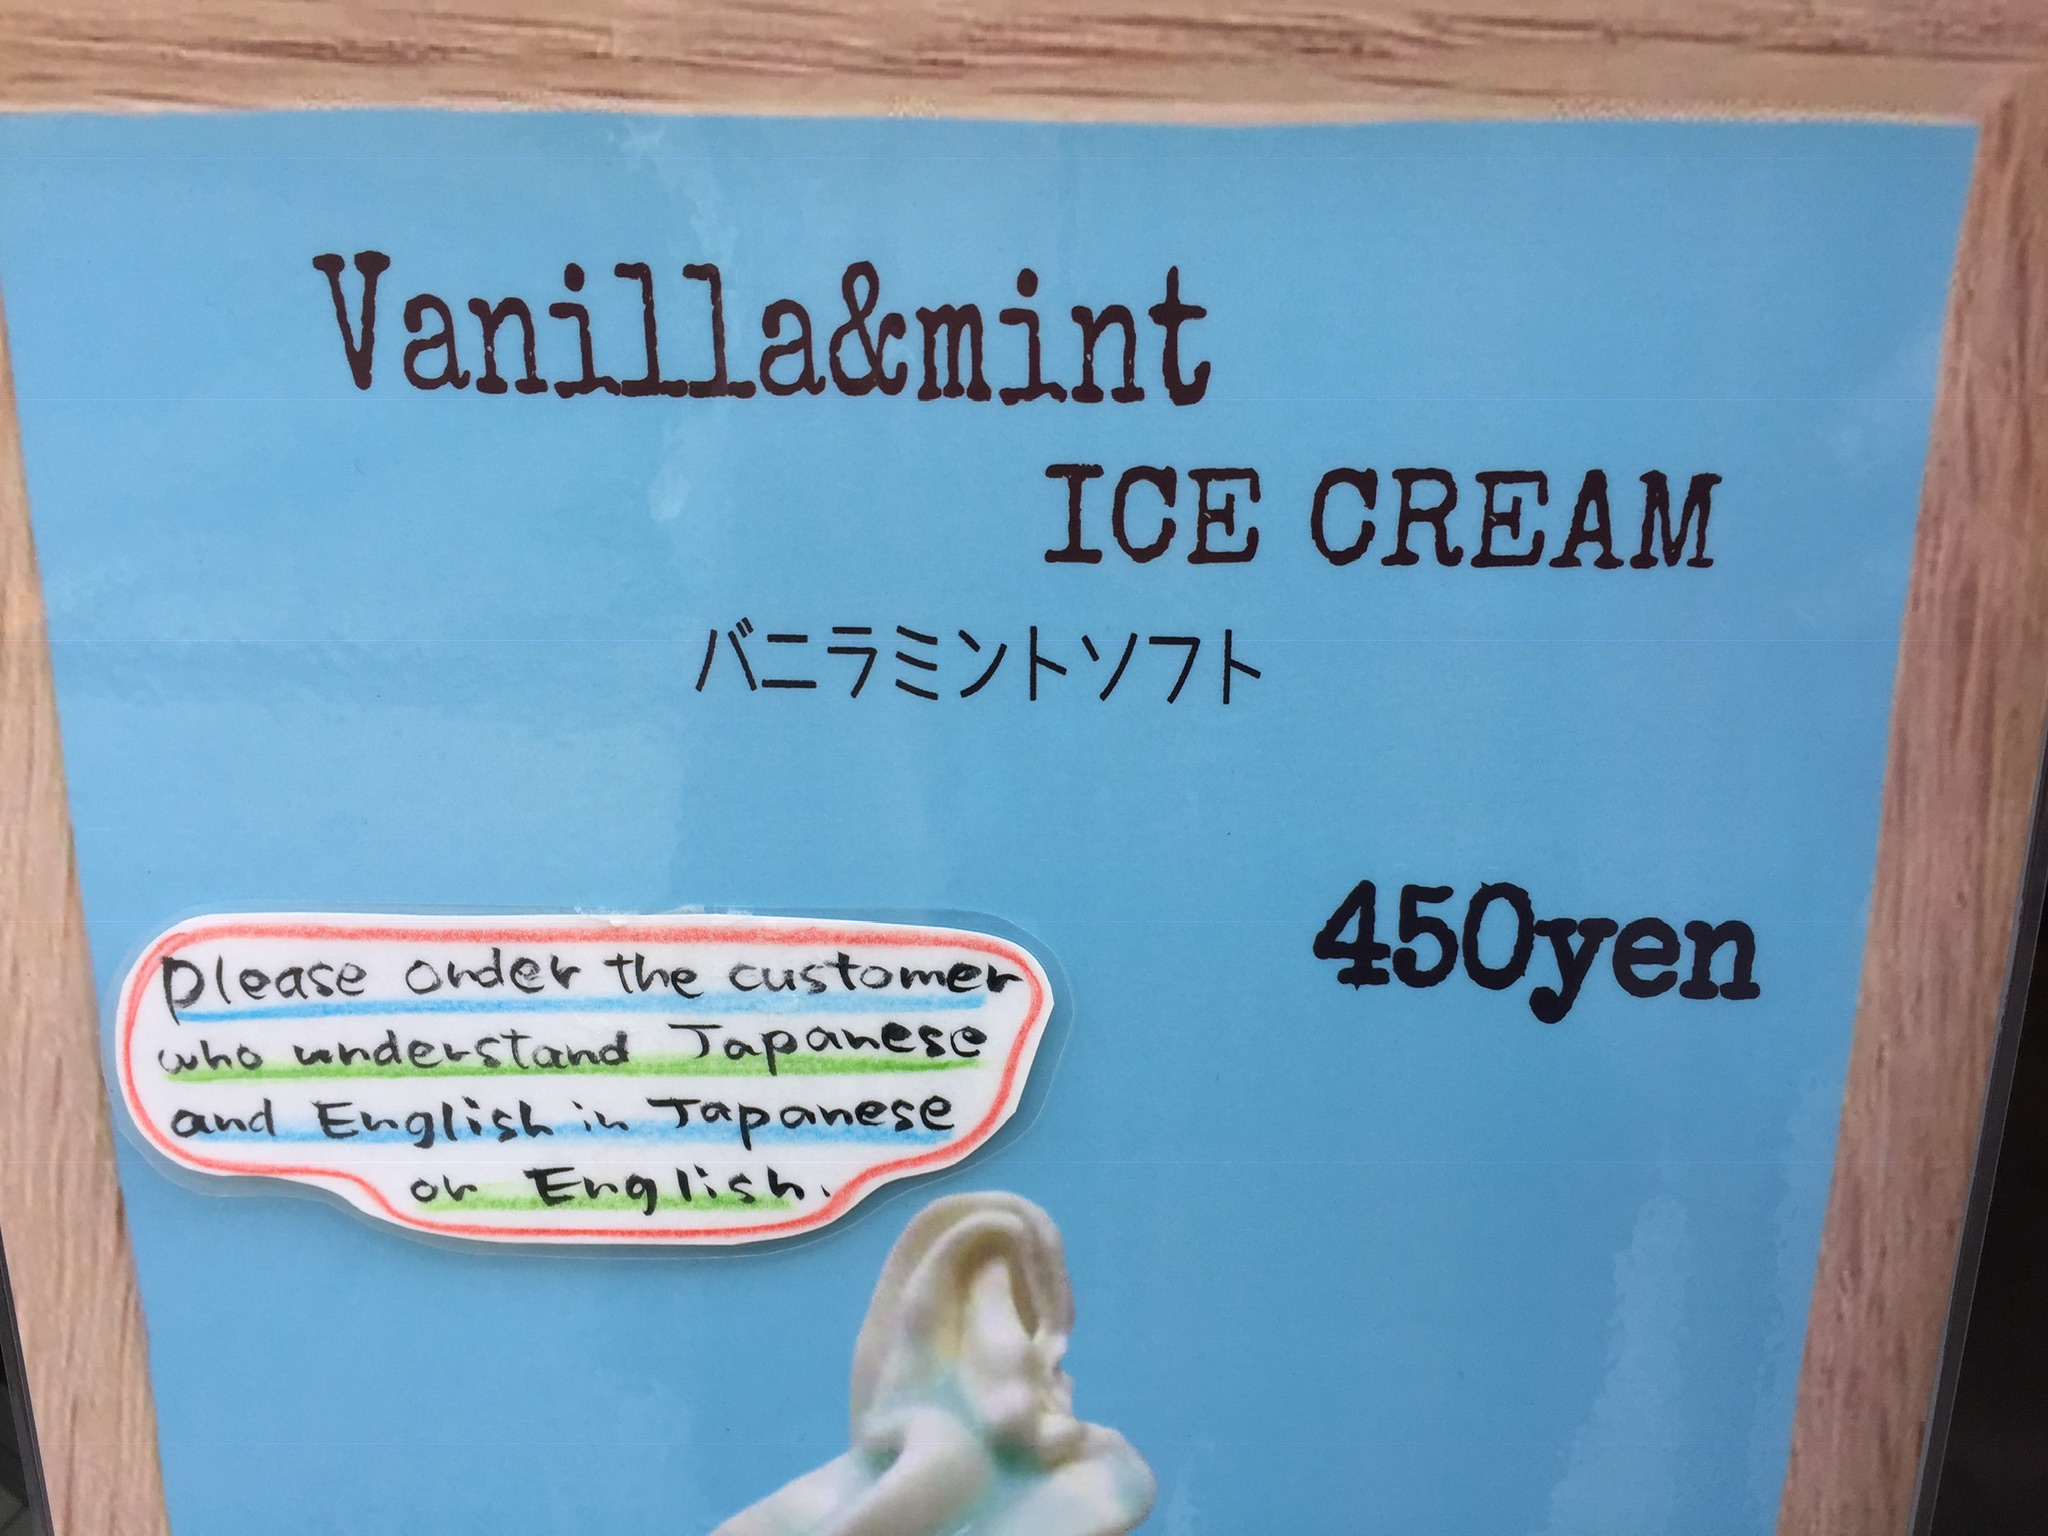 Vanilla&mint
ICE CREAM
バニラミントソフト
450yen
please order the customer
who understand Japanese
and English in Japanese
or English.